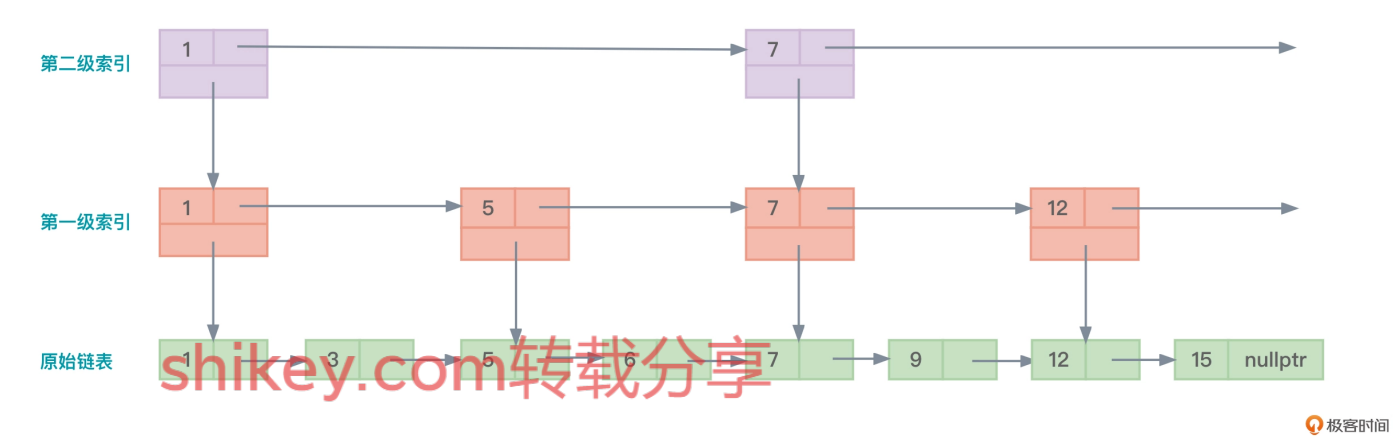 第二级索引 1 7
第一级索引 1 5 7 12
原始链表 1 3 5 6 7 9 12 15 nullptr
shikey.com转载分享
极客时间